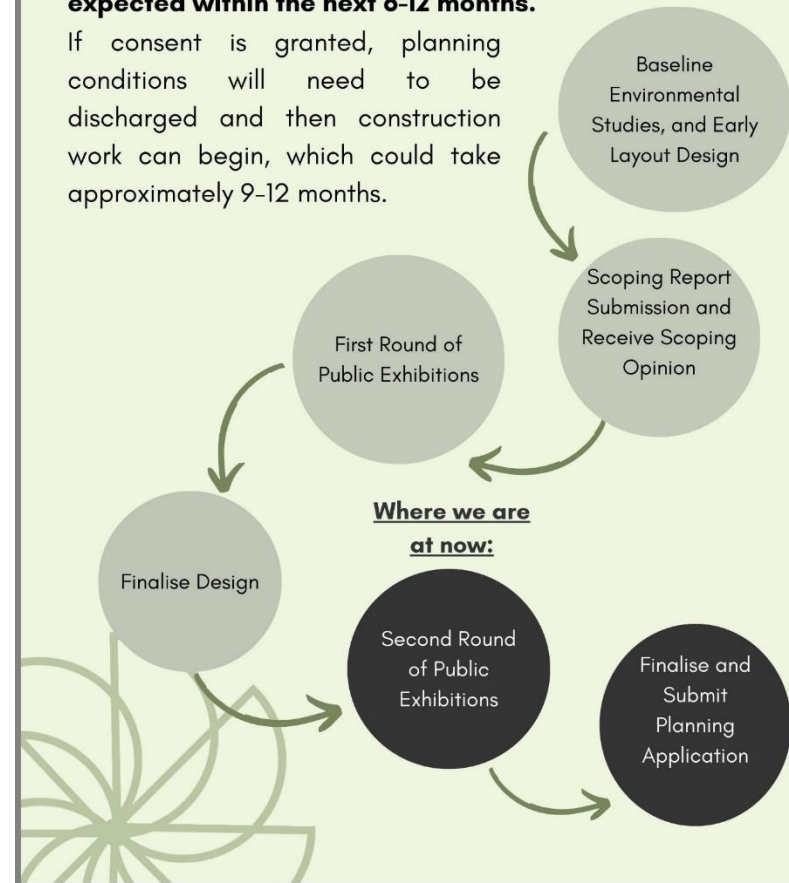 expected within the next 6-12 months.
If consent is granted, planning
conditions will need to be
discharged and then construction
work can begin, which could take
approximately 9-12 months.
Baseline
Environmental
Studies, and Early
Layout Design
Scoping Report
Submission and
Receive Scoping
Opinion
First Round of
Public Exhibitions
Finalise Design
Where we are
at now:
Second Round
of Public
Exhibitions
Finalise and
Submit
Planning
Application